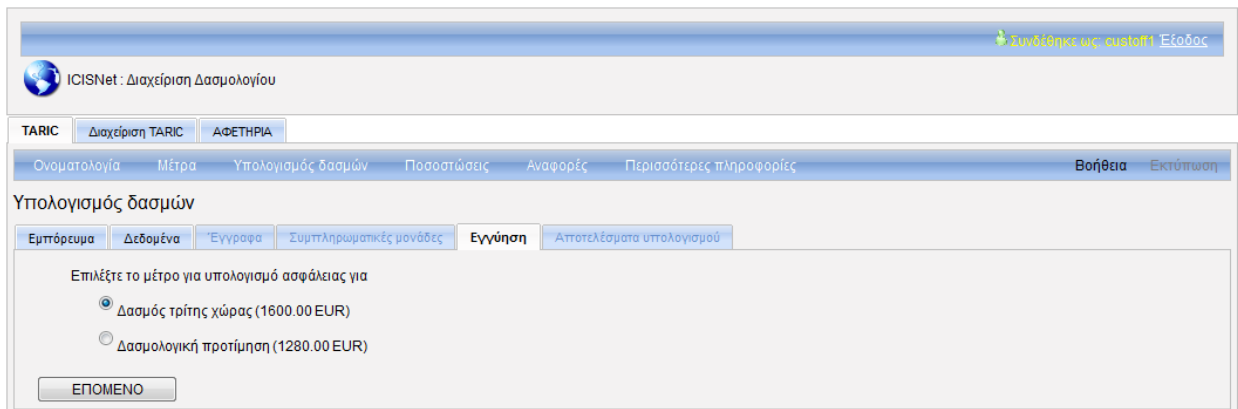 Συνδέθηκε ως: custoff1 Έξοδος
ICISNet : Διαχείριση Δασμολογίου
TARIC Διαχείριση TARIC ΑΦΕΤΗΡΙΑ
Ονοματολογία Μέτρα Υπολογισμός δασμών Ποσοστώσεις Αναφορές Περισσότερες πληροφορίες Βοήθεια Εκτύπωση
Υπολογισμός δασμών
Εμπόρευμα Δεδομένα Έγγραφα Συμπληρωματικές μονάδες Εγγύηση Αποτελέσματα υπολογισμού
Επιλέξτε το μέτρο για υπολογισμό ασφάλειας για
Δασμός τρίτης χώρας (1600.00 EUR)
Δασμολογική προτίμηση (1280.00 EUR)
ΕΠΟΜΕΝΟ